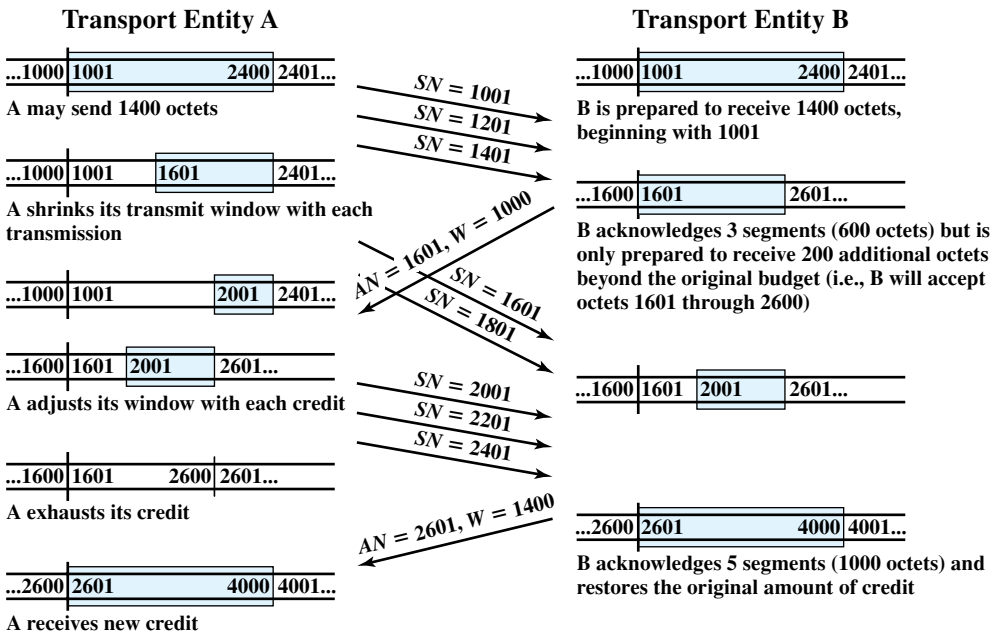 Transport Entity A
...1000 1001 2400 2401...
A may send 1400 octets
...1000 1001 1601 2401...
A shrinks its transmit window with each
transmission
...1000 1001 2001 2401...
...1600 1601 2001 2601...
A adjusts its window with each credit
...1600 1601 2600 2601...
A exhausts its credit
...2600 2601 4000 4001...
A receives new credit
SN = 1001
SN = 1201
SN = 1401
AN = 1601, W = 1000
SN = 1601
SN = 1801
SN = 2001
SN = 2201
SN = 2401
AN = 2601, W = 1400
Transport Entity B
...1000 1001 2400 2401...
B is prepared to receive 1400 octets,
beginning with 1001
...1600 1601 2601...
B acknowledges 3 segments (600 octets) but is
only prepared to receive 200 additional octets
beyond the original budget (i.e., B will accept
octets 1601 through 2600)
...1600 1601 2001 2601...
...2600 2601 4000 4001...
B acknowledges 5 segments (1000 octets) and
restores the original amount of credit